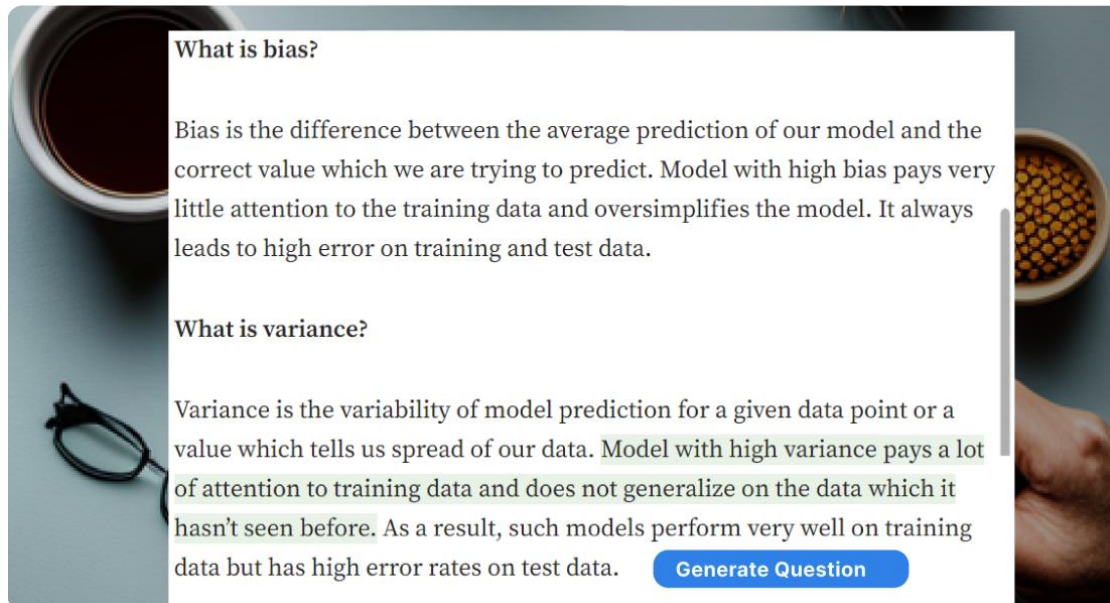 What is bias?
Bias is the difference between the average prediction of our model and the
correct value which we are trying to predict. Model with high bias pays very
little attention to the training data and oversimplifies the model. It always
leads to high error on training and test data.
What is variance?
Variance is the variability of model prediction for a given data point or a
value which tells us spread of our data. Model with high variance pays a lot
of attention to training data and does not generalize on the data which it
hasn’t seen before. As a result, such models perform very well on training
data but has high error rates on test data.
Generate Question